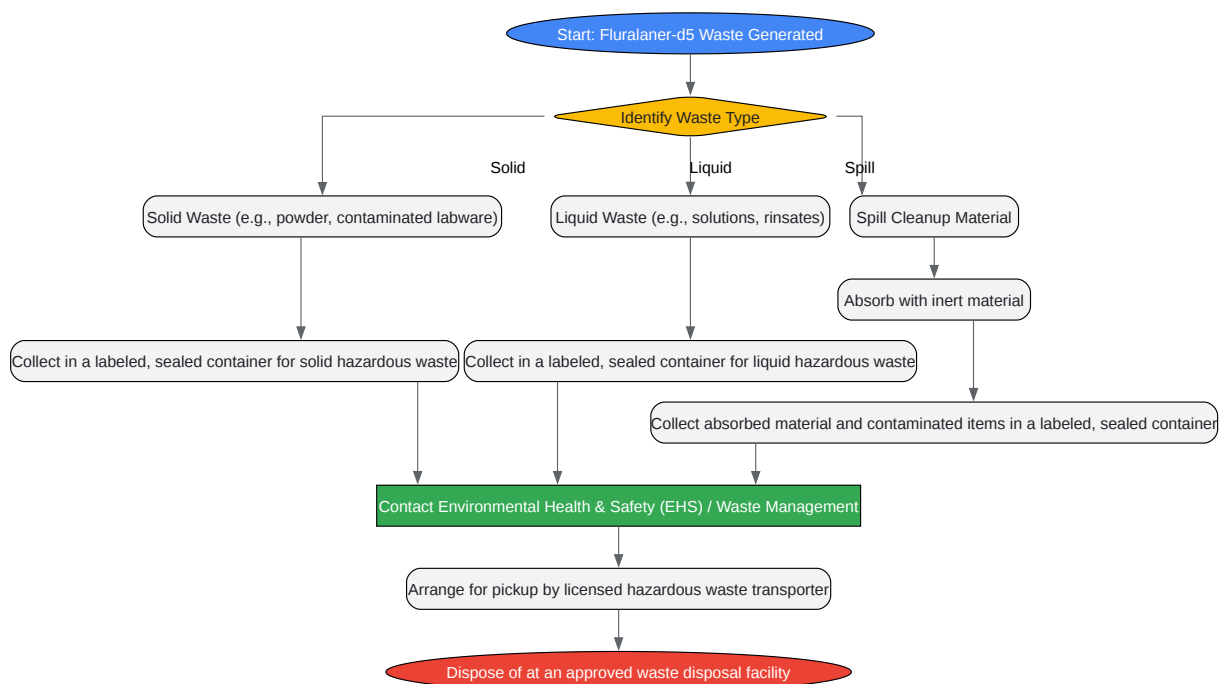 Start: Fluralaner-d5 Waste Generated
Identify Waste Type
Solid
Liquid
Spill
Solid Waste (e.g., powder, contaminated labware)
Liquid Waste (e.g., solutions, rinsates)
Spill Cleanup Material
Absorb with inert material
Collect in a labeled, sealed container for solid hazardous waste
Collect in a labeled, sealed container for liquid hazardous waste
Collect absorbed material and contaminated items in a labeled, sealed container
Contact Environmental Health & Safety (EHS) / Waste Management
Arrange for pickup by licensed hazardous waste transporter
Dispose of at an approved waste disposal facility